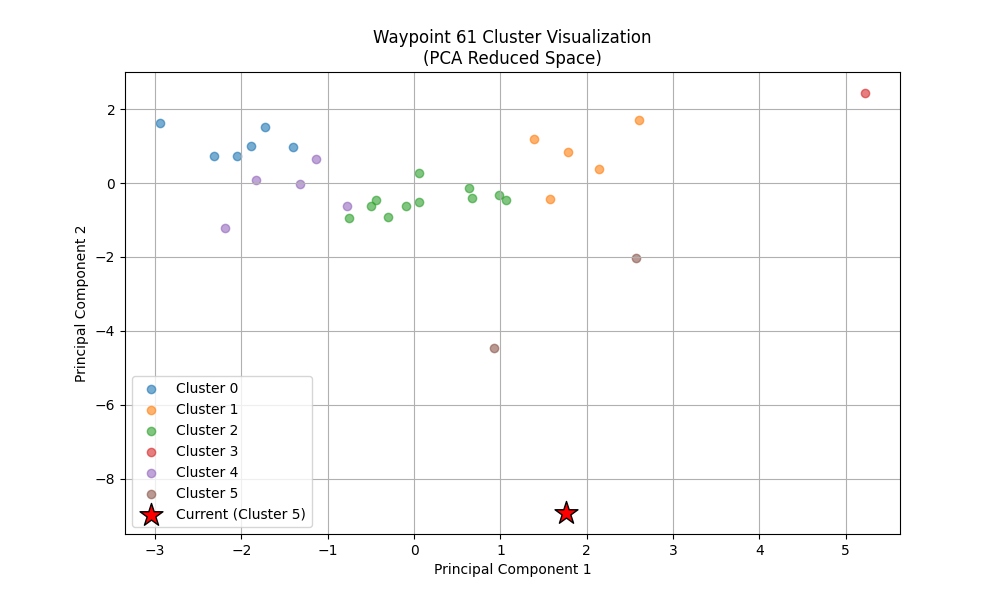 Waypoint 61 Cluster Visualization
(PCA Reduced Space)
2
0
−2
−4
−6
−8
Principal Component 2
Cluster 0
Cluster 1
Cluster 2
Cluster 3
Cluster 4
Cluster 5
Current (Cluster 5)
−3 −2 −1 0 1 2 3 4 5
Principal Component 1